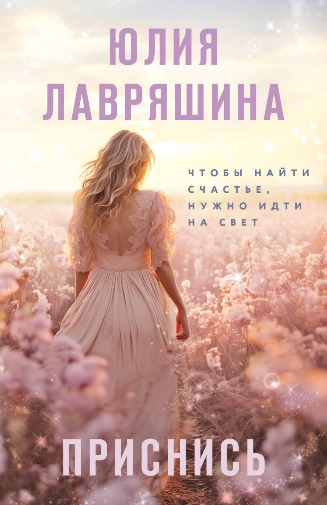 ЮЛИЯ
ЛАВРЯШИНА
ЧТОБЫ НАЙТИ
СЧАСТЬЕ,
НУЖНО ИДТИ
НА СВЕТ
ПРИСНИСЬ